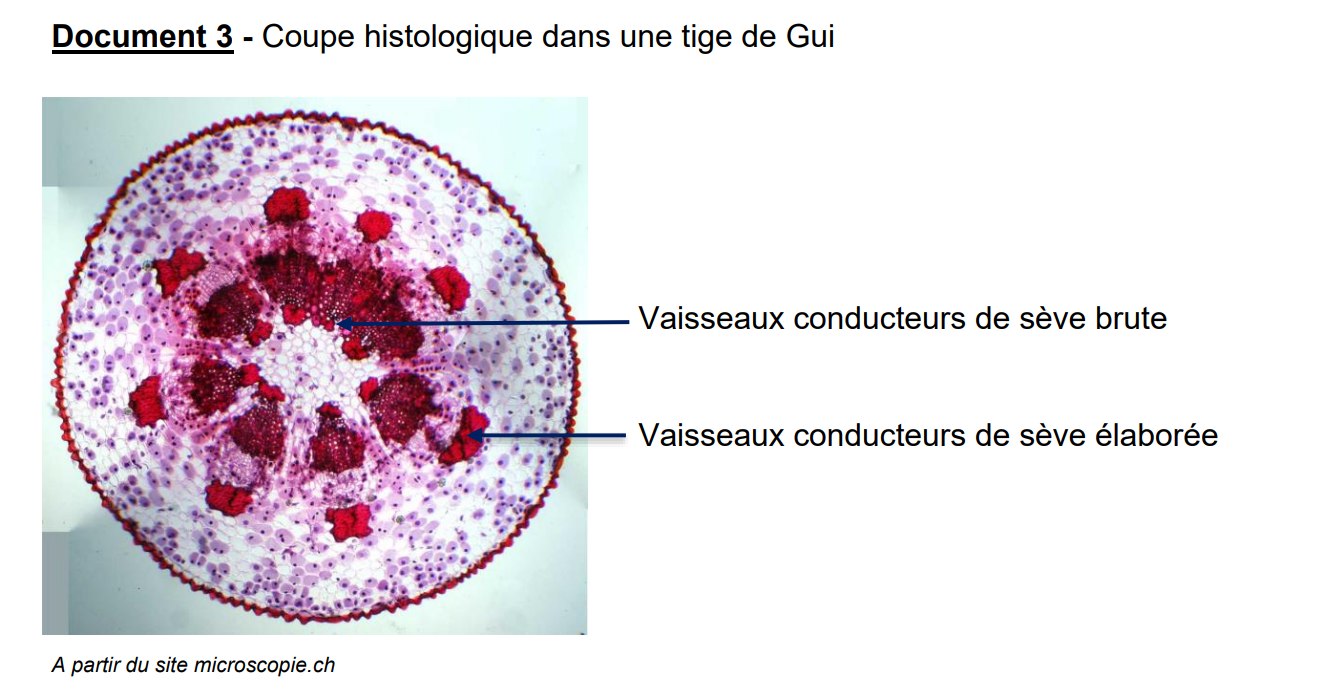 Document 3 - Coupe histologique dans une tige de Gui
Vaisseaux conducteurs de sève brute
Vaisseaux conducteurs de sève élaborée
A partir du site microscopie.ch